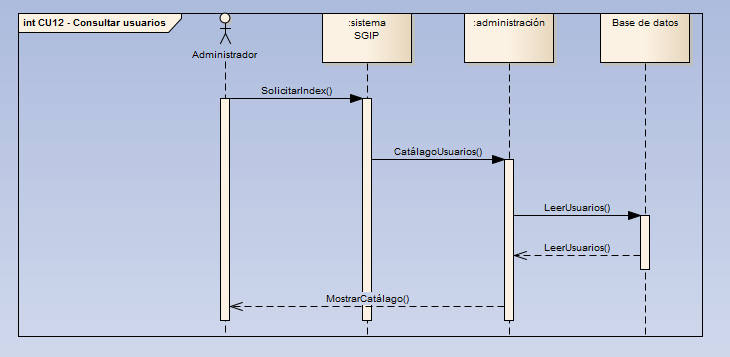 int CU12 - Consultar usuarios
Administrador
:sistema
SGIP
:administración
Base de datos
SolicitarIndex()
CatálagoUsuarios()
LeerUsuarios()
LeerUsuarios()
MostrarCatálago()